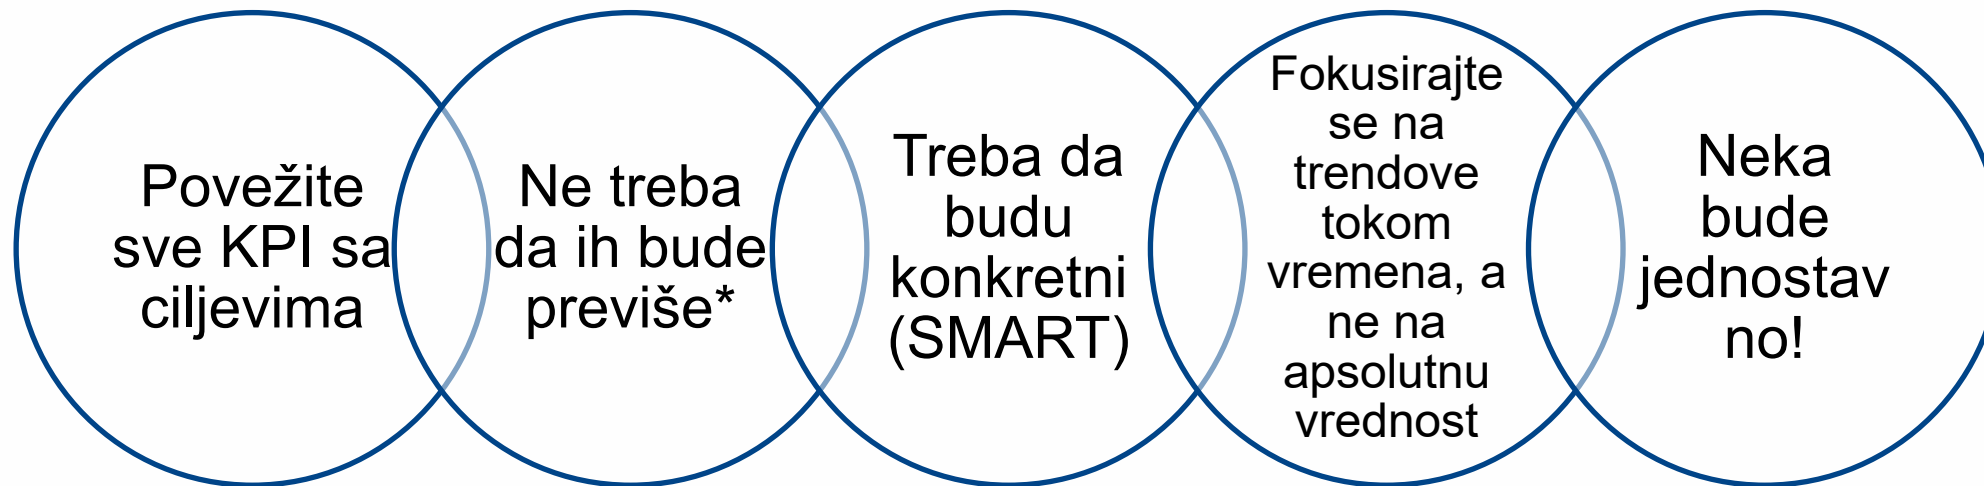 Povežite
sve KPI sa
ciljevima
Ne treba
da ih bude
previše*
Treba da
budu
konkretni
(SMART)
Fokusirajte
se na
trendove
tokom
vremena, a
ne na
apsolutnu
vrednost
Neka
bude
jednostav
no!